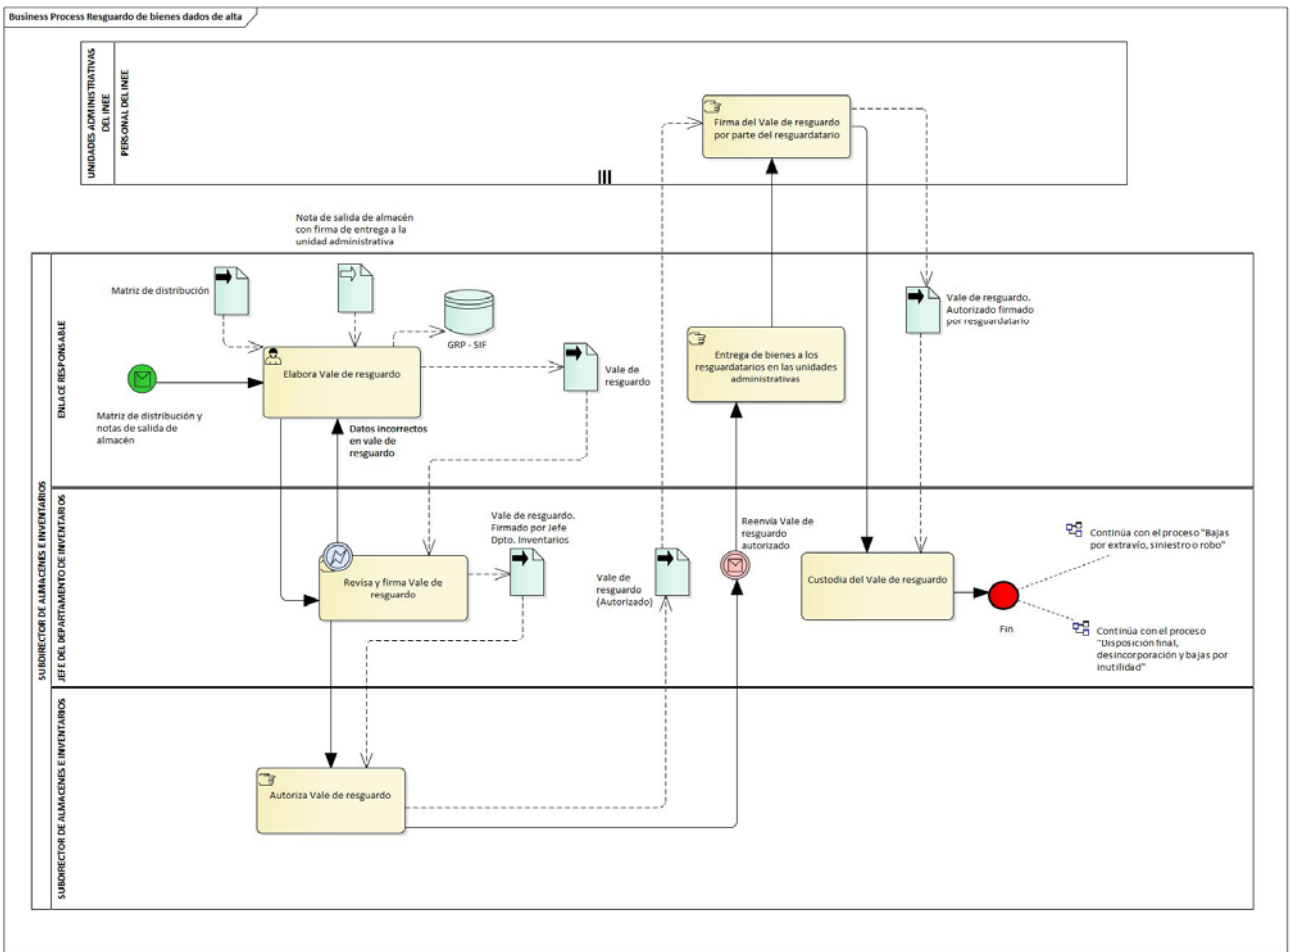 Business Process Resguardo de bienes dados de alta
UNIDADES ADMINISTRATIVAS
DEL INEE
PERSONAL DEL INEE
Firma del Vale de resguardo
por parte del resguardatario
Nota de salida de almacén
con firma de entrega a la
unidad administrativa
SUBDIRECTOR DE ALMACENES E INVENTARIOS
ENLACE RESPONSABLE
Matriz de distribución
GRP - SIF
Elabora Vale de resguardo
Vale de
resguardo
Matriz de distribución y
notas de salida de
almacén
Datos incorrectos
en vale de
resguardo
Entrega de bienes a los
resguardatarios en las unidades
administrativas
Vale de resguardo.
Autorizado firmado
por resguardatario
JEFE DEL DEPARTAMENTO DE INVENTARIOS
Vale de resguardo.
Firmado por Jefe
Dpto. Inventarios
Revisa y firma Vale de
resguardo
Vale de
resguardo
(Autorizado)
Reenvía Vale de
resguardo
autorizado
Custodia del Vale de resguardo
Fin
Continúa con el proceso "Bajas
por extravío, siniestro o robo"
Continúa con el proceso
"Disposición final,
desincorporación y bajas por
inutilidad"
SUBDIRECTOR DE ALMACENES E INVENTARIOS
Autoriza Vale de resguardo